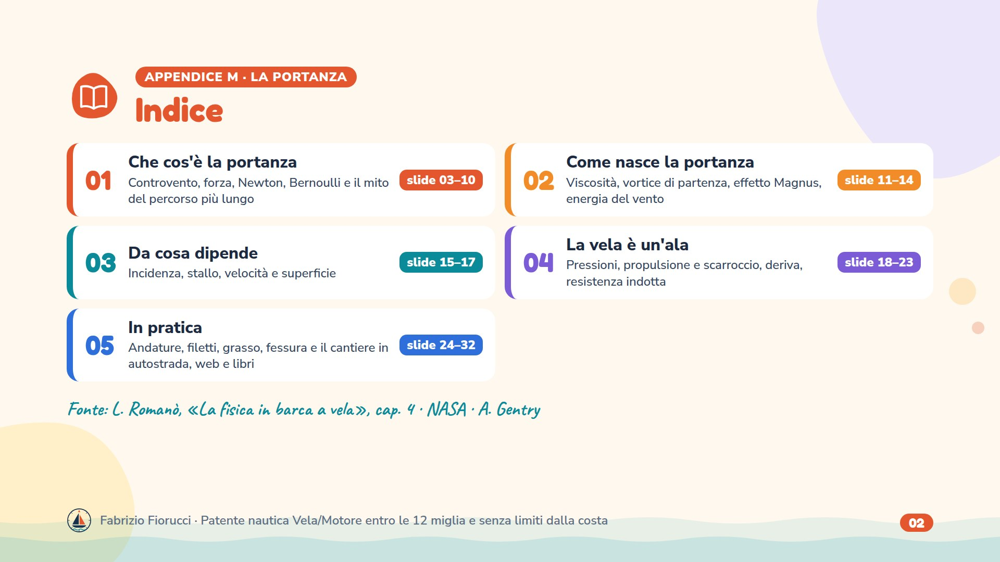 APPENDICE M · LA PORTANZA
Indice
01
Che cos'è la portanza
Controvento, forza, Newton, Bernoulli e il mito
del percorso più lungo
slide 03–10
02
Come nasce la portanza
Viscosità, vortice di partenza, effetto Magnus,
energia del vento
slide 11–14
03
Da cosa dipende
Incidenza, stallo, velocità e superficie
slide 15–17
04
La vela è un'ala
Pressioni, propulsione e scarroccio, deriva,
resistenza indotta
slide 18–23
05
In pratica
Andature, filetti, grasso, fessura e il cantiere in
autostrada, web e libri
slide 24–32
Fonte: L. Romanò, «La fisica in barca a vela», cap. 4 · NASA · A. Gentry
Fabrizio Fiorucci · Patente nautica Vela/Motore entro le 12 miglia e senza limiti dalla costa
02